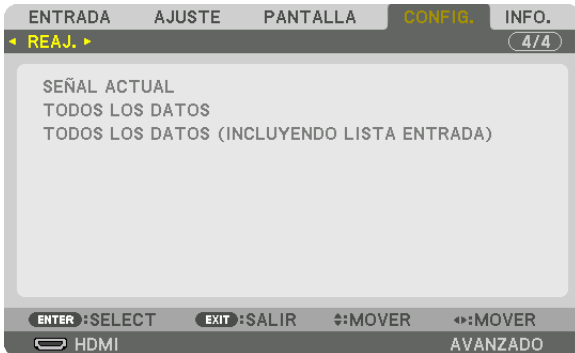 ENTRADA AJUSTE PANTALLA CONFIG. INFO.
REAJ. 4/4
SEÑAL ACTUAL
TODOS LOS DATOS
TODOS LOS DATOS (INCLUYENDO LISTA ENTRADA)
ENTER :SELECT EXIT :SALIR :MOVER :MOVER
HDMI AVANZADO